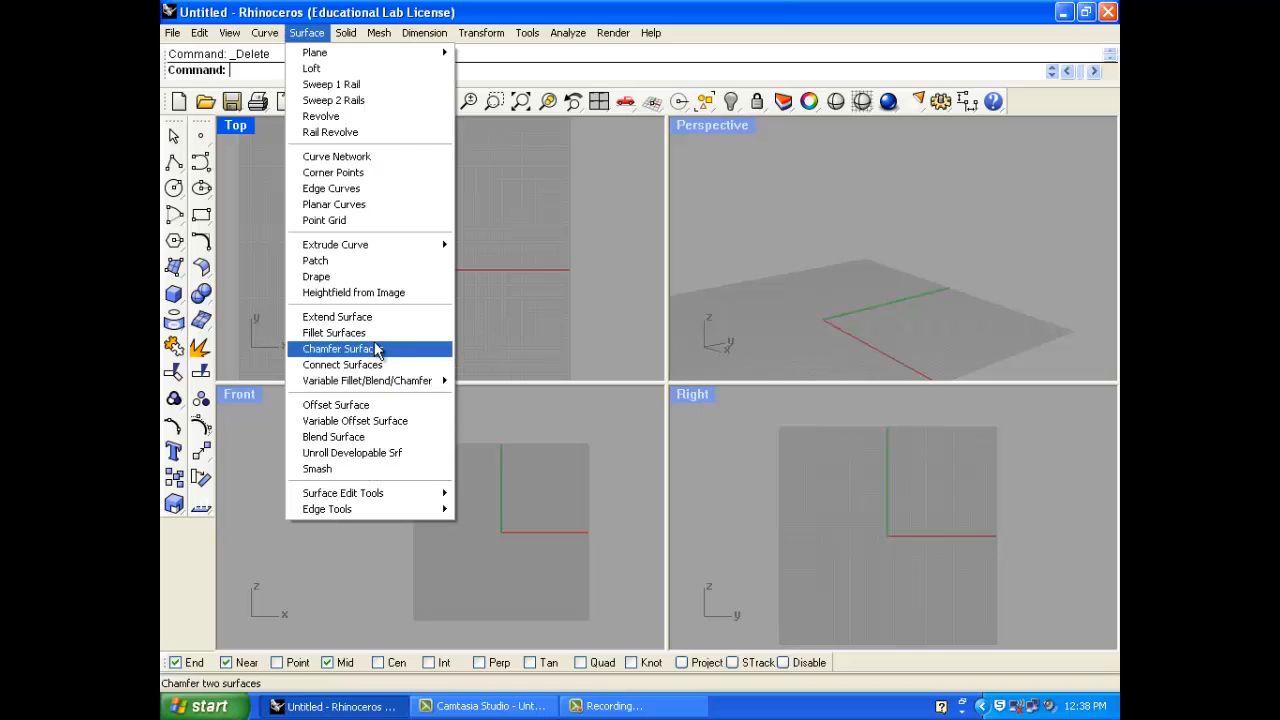 Untitled - Rhinoceros (Educational Lab License)
File Edit View Curve Surface Solid Mesh Dimension Transform Tools Analyze Render Help
Command: _Delete
Command:
Plane
Loft
Sweep 1 Rail
Sweep 2 Rails
Revolve
Rail Revolve
Curve Network
Corner Points
Edge Curves
Planar Curves
Point Grid
Extrude Curve
Patch
Drape
Heightfield from Image
Extend Surface
Fillet Surfaces
Chamfer Surfaces
Connect Surfaces
Variable Fillet/Blend/Chamfer
Offset Surface
Variable Offset Surface
Blend Surface
Unroll Developable Srf
Smash
Surface Edit Tools
Edge Tools
Top
y
Perspective
z
y
x
Front
z
x
Right
z
y
End Near Point Mid Cen Int Perp Tan Quad Knot Project STrack Disable
Chamfer two surfaces
start Untitled - Rhinoceros ... Camtasia Studio - Unt... Recording... 12:38 PM